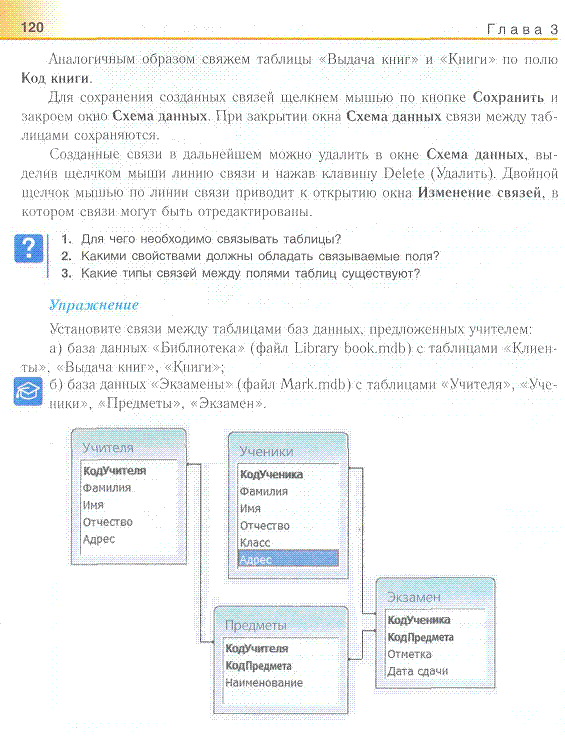 120
Глава 3
Аналогичным образом свяжем таблицы «Выдача книг» и «Книги» по полю
Код книги.
Для сохранения созданных связей щелкнем мышью по кнопке Сохранить и
закроем окно Схема данных. При закрытии окна Схема данных связи между таб-
лицами сохраняются.
Созданные связи в дальнейшем можно удалить в окне Схема данных, вы-
делив щелчком мыши линию связи и нажав клавишу Delete (Удалить). Двойной
щелчок мышью по линии связи приводит к открытию окна Изменение связей, в
котором связи могут быть отредактированы.
?
1. Для чего необходимо связывать таблицы?
2. Какими свойствами должны обладать связываемые поля?
3. Какие типы связей между полями таблиц существуют?
Упражнение
Установите связи между таблицами баз данных, предложенных учителем:
а) база данных «Библиотека» (файл Library book.mdb) с таблицами «Клиен-
ты», «Выдача книг», «Книги»;
б) база данных «Экзамены» (файл Mark.mdb) с таблицами «Учителя», «Уче-
ники», «Предметы», «Экзамен».
Учителя
КодУчителя
Фамилия
Имя
Отчество
Адрес
Ученики
КодУченика
Фамилия
Имя
Отчество
Класс
Адрес
Предметы
КодУчителя
КодПредмета
Наименование
Экзамен
КодУченика
КодПредмета
Отметка
Дата сдачи